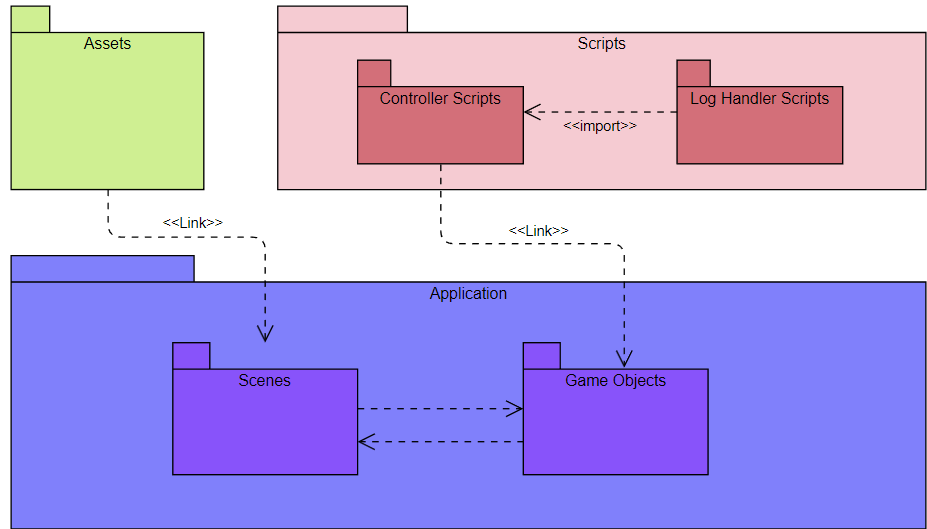 Assets
Scripts
Controller Scripts
Log Handler Scripts
<<import>>
<<Link>>
<<Link>>
Application
Scenes
Game Objects